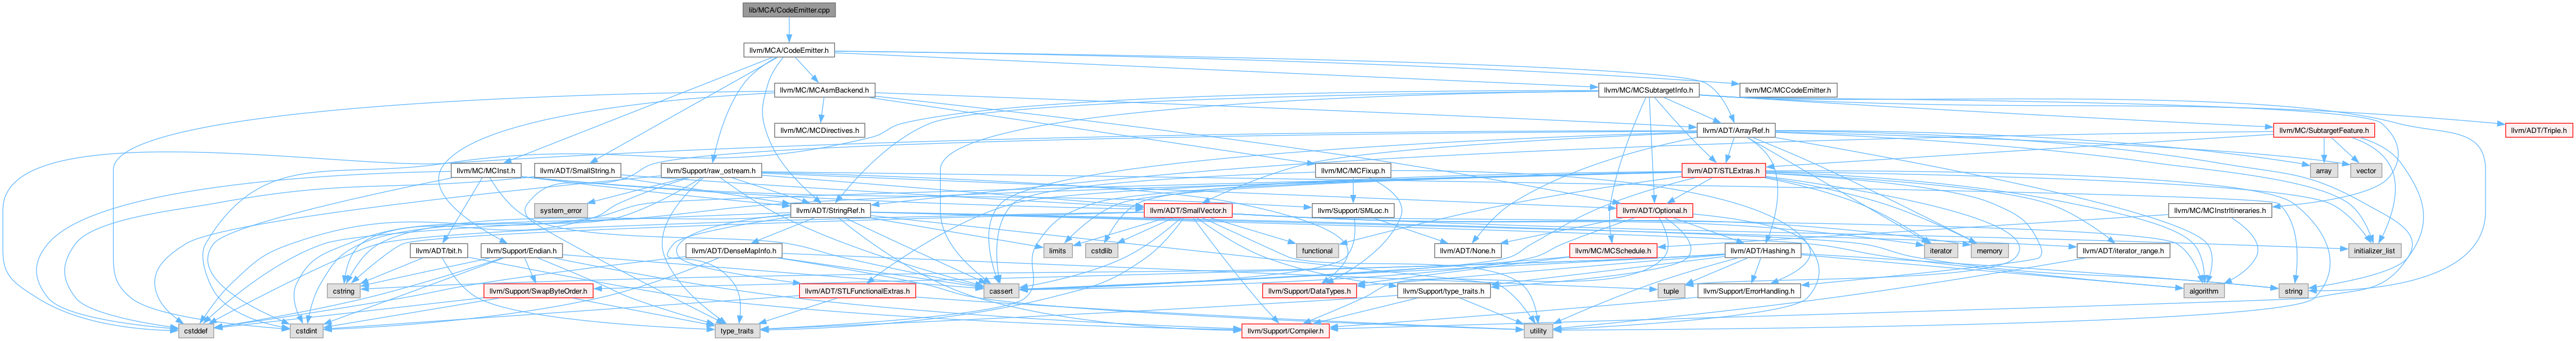 lib/MCA/CodeEmitter.cpp
llvm/MCA/CodeEmitter.h
llvm/MC/MCAsmBackend.h
llvm/MC/MCSubtargetInfo.h
llvm/MC/MCCodeEmitter.h
llvm/MC/MCDirectives.h
llvm/ADT/ArrayRef.h
llvm/MC/SubtargetFeature.h
llvm/ADT/Triple.h
llvm/MC/MCInst.h
llvm/ADT/SmallString.h
llvm/Support/raw_ostream.h
llvm/MC/MCFixup.h
llvm/ADT/STLExtras.h
array
vector
system_error
llvm/ADT/StringRef.h
llvm/ADT/SmallVector.h
llvm/Support/SMLoc.h
llvm/ADT/Optional.h
llvm/MC/MCInstrItineraries.h
llvm/ADT/bit.h
llvm/Support/Endian.h
llvm/ADT/DenseMapInfo.h
limits
cstdlib
functional
llvm/ADT/None.h
llvm/MC/MCSchedule.h
llvm/ADT/Hashing.h
iterator
memory
llvm/ADT/iterator_range.h
initializer_list
cstring
llvm/Support/SwapByteOrder.h
llvm/ADT/STLFunctionalExtras.h
cassert
llvm/Support/DataTypes.h
llvm/Support/type_traits.h
tuple
llvm/Support/ErrorHandling.h
algorithm
string
cstddef
cstdint
type_traits
llvm/Support/Compiler.h
utility